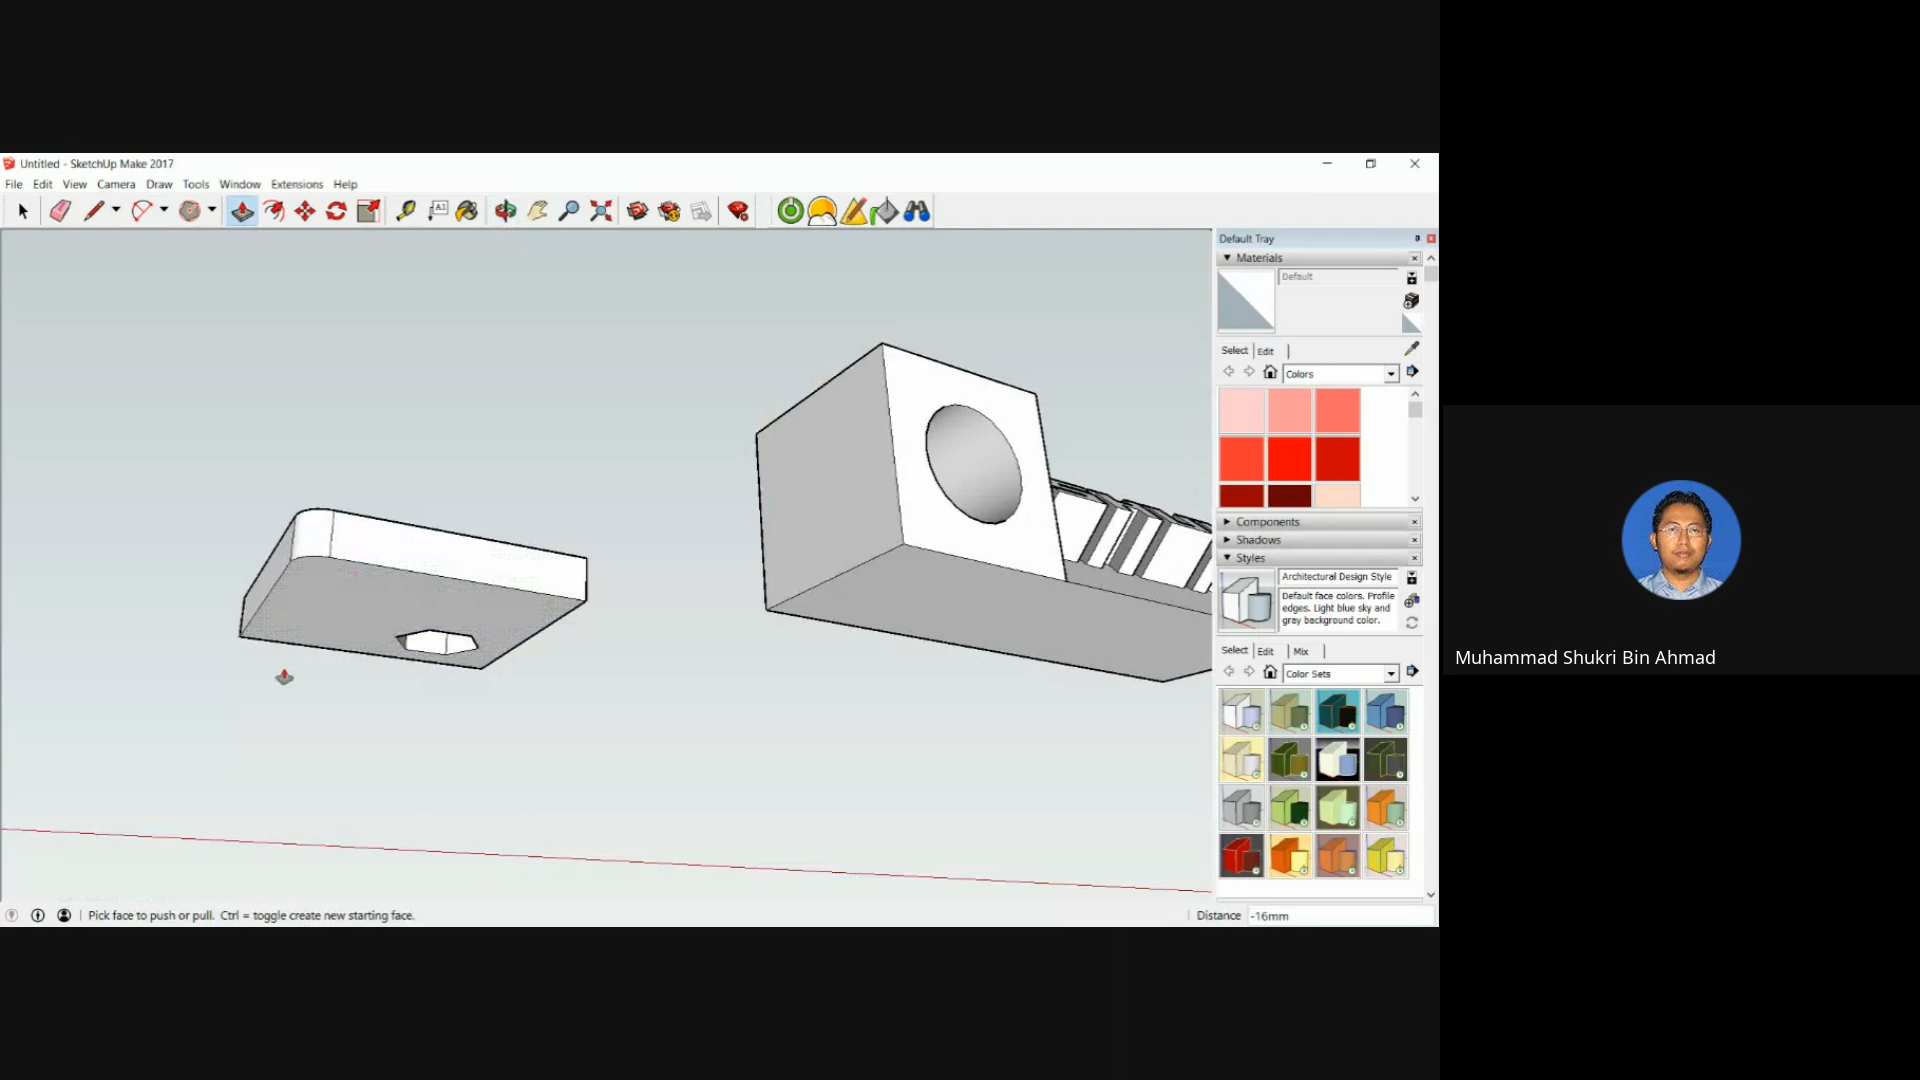 Untitled - SketchUp Make 2017
File Edit View Camera Draw Tools Window Extensions Help
A1
Default Tray
Materials
Default
Select Edit
Colors
Components
Shadows
Styles
Architectural Design Style
Default face colors. Profile
edges. Light blue sky and
gray background color.
Select Edit Mix
Color Sets
Pick face to push or pull. Ctrl = toggle create new starting face.
Distance -16mm
Muhammad Shukri Bin Ahmad